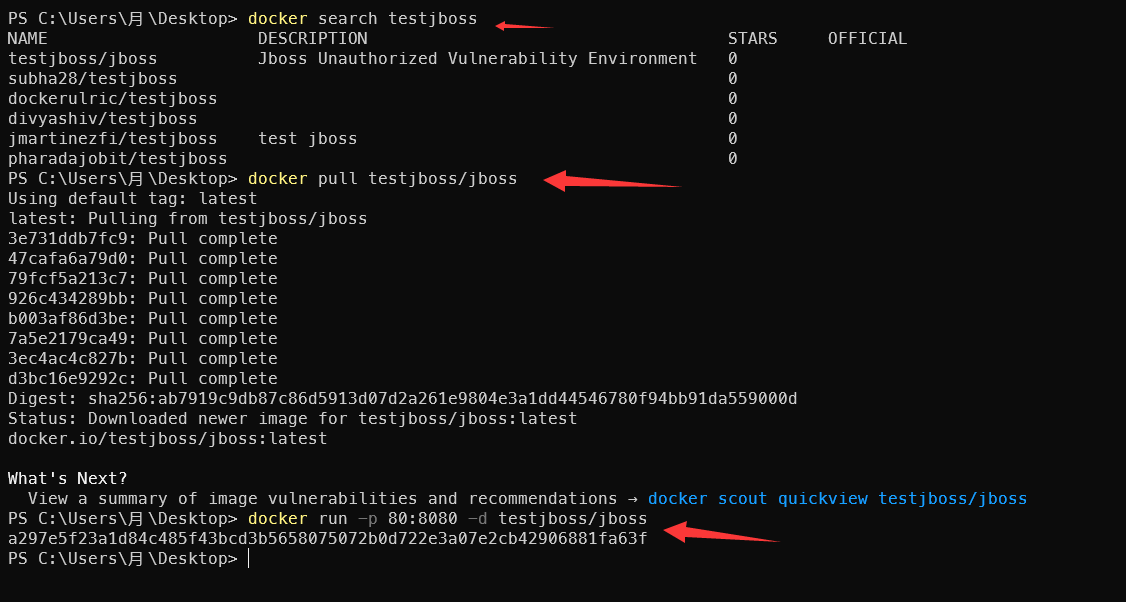 PS C:\Users\月\Desktop> docker search testjboss
NAME DESCRIPTION STARS OFFICIAL
testjboss/jboss Jboss Unauthorized Vulnerability Environment 0
subha28/testjboss 0
dockerulric/testjboss 0
divyashiv/testjboss 0
jmartinezfi/testjboss test jboss 0
pharadajobit/testjboss 0
PS C:\Users\月\Desktop> docker pull testjboss/jboss
Using default tag: latest
latest: Pulling from testjboss/jboss
3e731ddb7fc9: Pull complete
47cafa6a79d0: Pull complete
79fcf5a213c7: Pull complete
926c434289bb: Pull complete
b003af86d3be: Pull complete
7a5e2179ca49: Pull complete
3ec4ac4c827b: Pull complete
d3bc16e9292c: Pull complete
Digest: sha256:ab7919c9db87c86d5913d07d2a261e9804e3a1dd44546780f94bb91da559000d
Status: Downloaded newer image for testjboss/jboss:latest
docker.io/testjboss/jboss:latest
What's Next?
View a summary of image vulnerabilities and recommendations → docker scout quickview testjboss/jboss
PS C:\Users\月\Desktop> docker run -p 80:8080 -d testjboss/jboss
a297e5f23a1d84c485f43bcd3b5658075072b0d722e3a07e2cb42906881fa63f
PS C:\Users\月\Desktop>